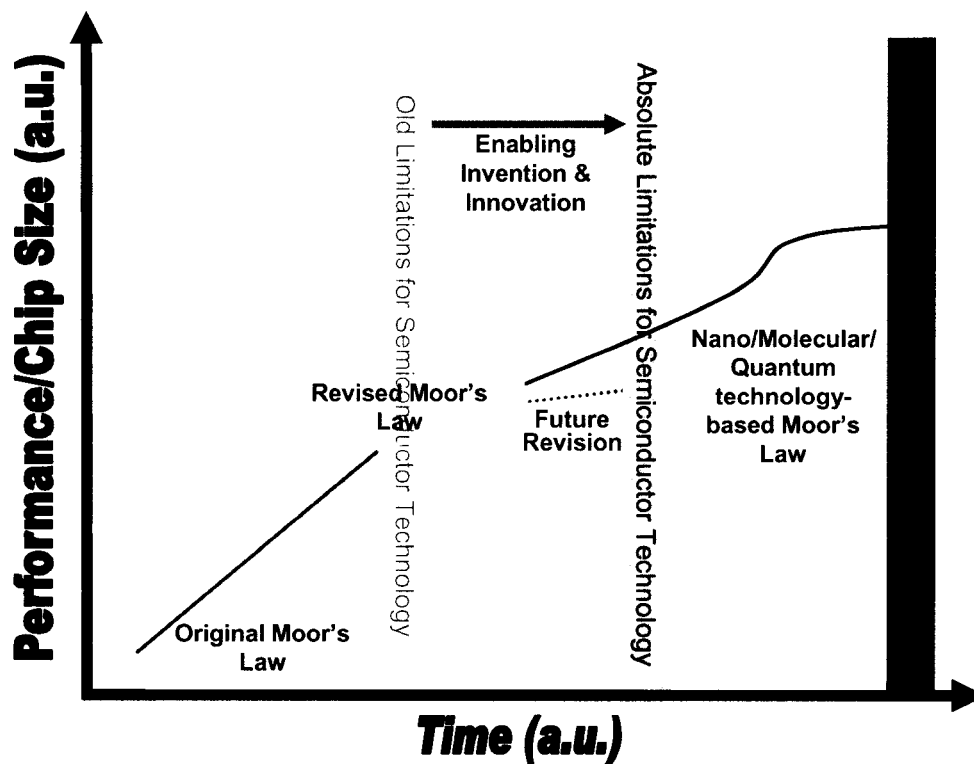 Performance/Chip Size (a.u.)
Old Limitations for Semiconductor Technology
Enabling
Invention &
Innovation
Absolute Limitations for Semiconductor Technology
Revised Moor's
Law
Future
Revision
Nano/Molecular/
Quantum
technology-
based Moor's
Law
Original Moor's
Law
Time (a.u.)